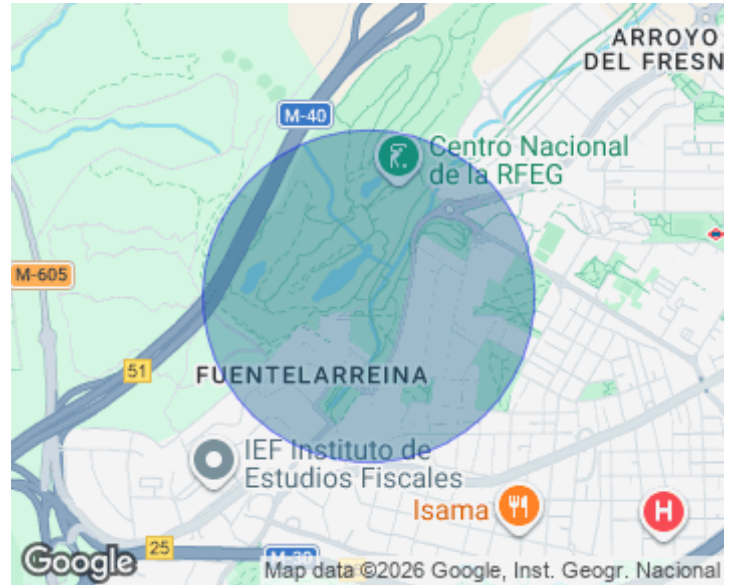 ARROYO
DEL FRESN
M-40
Centro Nacional
de la RFEG
M-605
51
FUENTELARREINA
IEF Instituto de
Estudios Fiscales
Isama
H
25
M-30
Google
Map data ©2026 Google, Inst. Geogr. Nacional